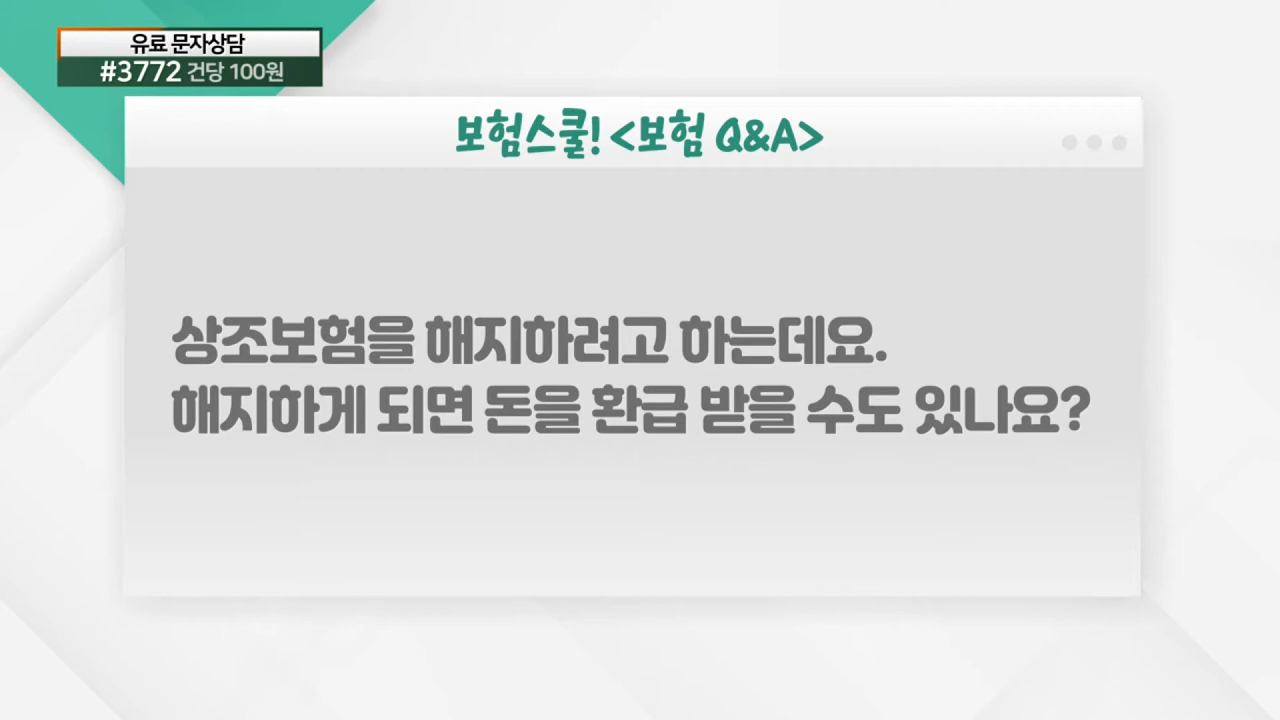 유료 문자상담
#3772 건당 100원
보험스쿨! <보험 Q&A>
상조보험을 해지하려고 하는데요.
해지하게 되면 돈을 환급 받을 수도 있나요?